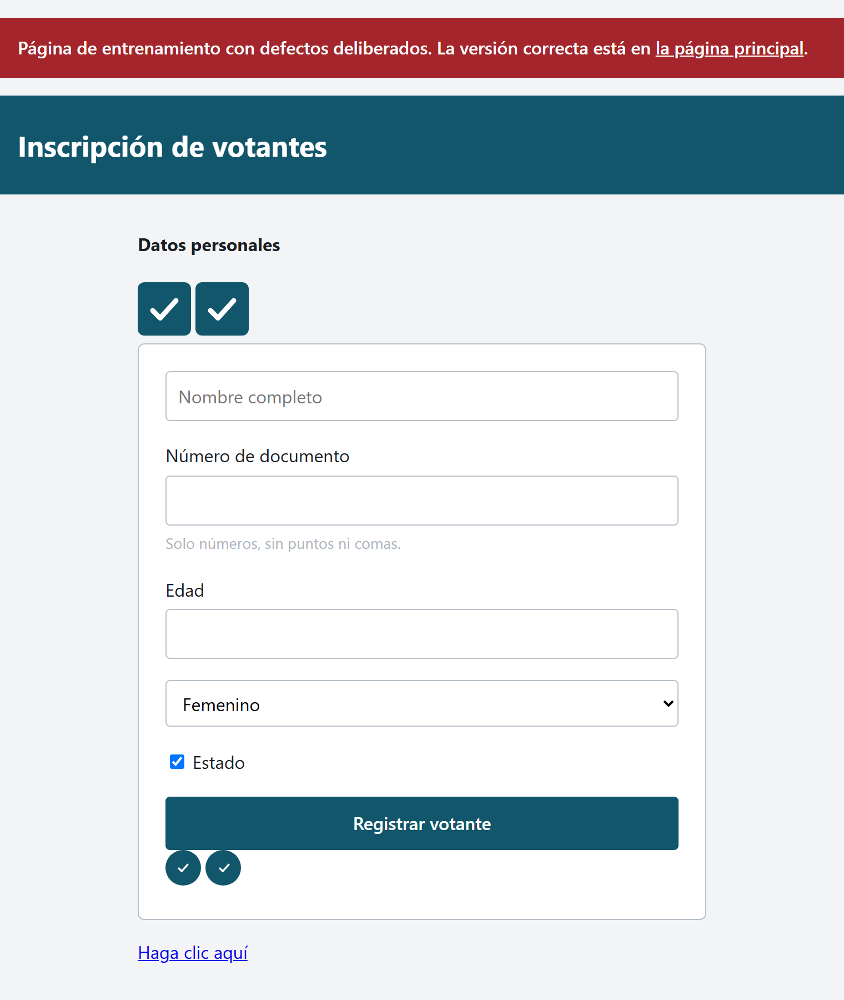 Página de entrenamiento con defectos deliberados. La versión correcta está en la página principal.
Inscripción de votantes
Datos personales
Nombre completo
Número de documento
Solo números, sin puntos ni comas.
Edad
Femenino
Estado
Registrar votante
Haga clic aquí